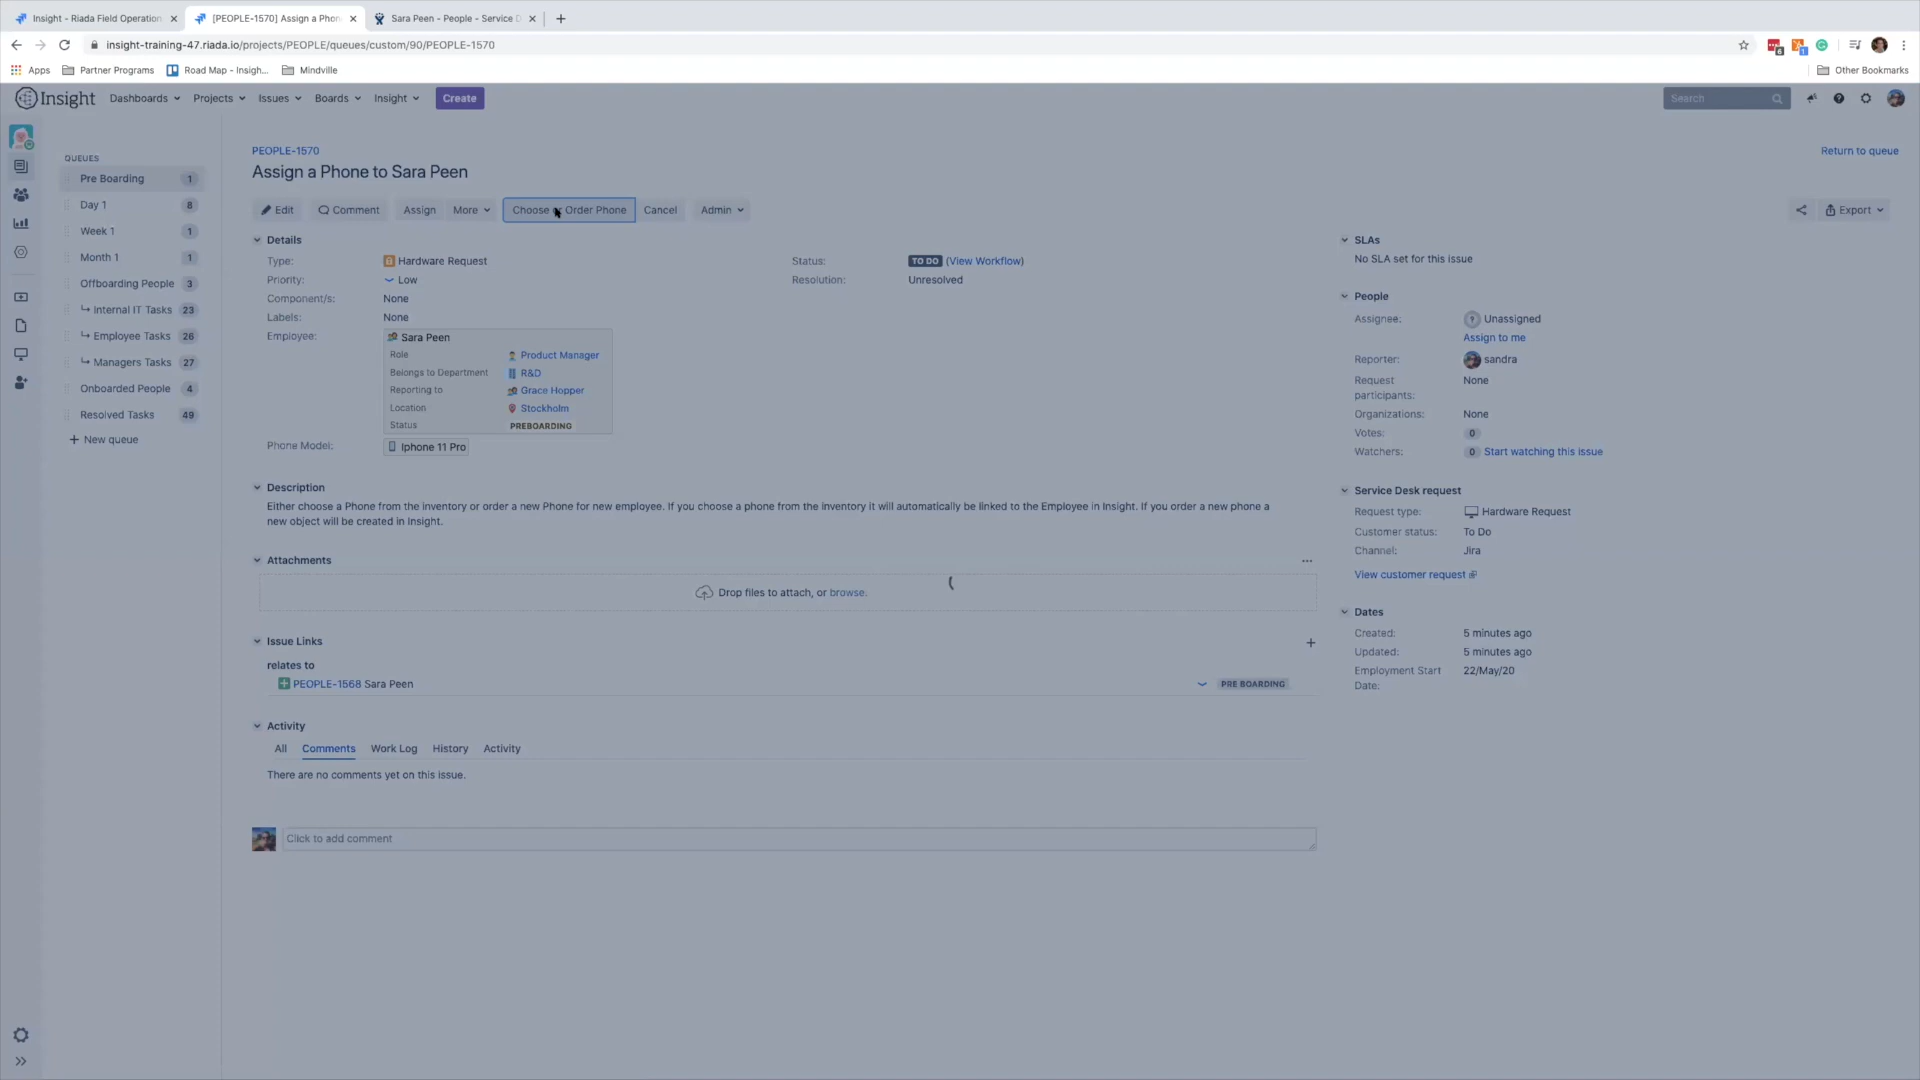 Insight - Riada Field Operation
[PEOPLE-1570] Assign a Phon
Sara Peen - People - Service D
insight-training-47.riada.io/projects/PEOPLE/queues/custom/90/PEOPLE-1570
Apps
Partner Programs
Road Map - Insigh...
Mindville
Other Bookmarks
Insight
Dashboards
Projects
Issues
Boards
Insight
Create
Search
QUEUES
Pre Boarding 1
Day 1 8
Week 1 1
Month 1 1
Offboarding People 3
Internal IT Tasks 23
Employee Tasks 26
Managers Tasks 27
Onboarded People 4
Resolved Tasks 49
+ New queue
PEOPLE-1570
Return to queue
Assign a Phone to Sara Peen
Edit
Comment
Assign
More
Choose or Order Phone
Cancel
Admin
Export
Details
Type: Hardware Request
Priority: Low
Component/s: None
Labels: None
Employee: Sara Peen
Role Product Manager
Belongs to Department R&D
Reporting to Grace Hopper
Location Stockholm
Status PREBOARDING
Phone Model: Iphone 11 Pro
Status: TO DO (View Workflow)
Resolution: Unresolved
Description
Either choose a Phone from the inventory or order a new Phone for new employee. If you choose a phone from the inventory it will automatically be linked to the Employee in Insight. If you order a new phone a
new object will be created in Insight.
Attachments
Drop files to attach, or browse.
Issue Links
relates to
PEOPLE-1568 Sara Peen
PRE BOARDING
Activity
All
Comments
Work Log
History
Activity
There are no comments yet on this issue.
Click to add comment
SLAs
No SLA set for this issue
People
Assignee: Unassigned
Assign to me
Reporter: sandra
Request None
participants:
Organizations: None
Votes: 0
Watchers: 0 Start watching this issue
Service Desk request
Request type: Hardware Request
Customer status: To Do
Channel: Jira
View customer request
Dates
Created: 5 minutes ago
Updated: 5 minutes ago
Employment Start 22/May/20
Date: